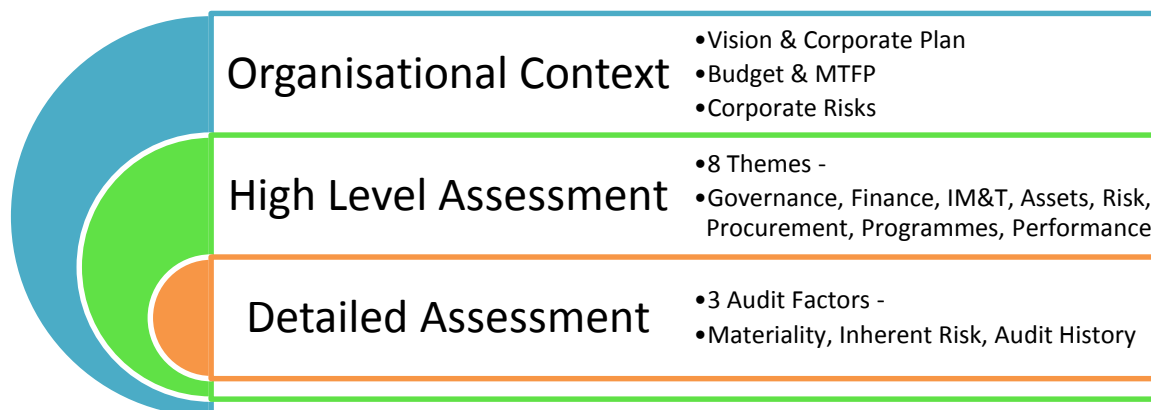 Organisational Context
•Vision & Corporate Plan
•Budget & MTFP
•Corporate Risks
High Level Assessment
•8 Themes -
•Governance, Finance, IM&T, Assets, Risk,
Procurement, Programmes, Performance
Detailed Assessment
•3 Audit Factors -
•Materiality, Inherent Risk, Audit History